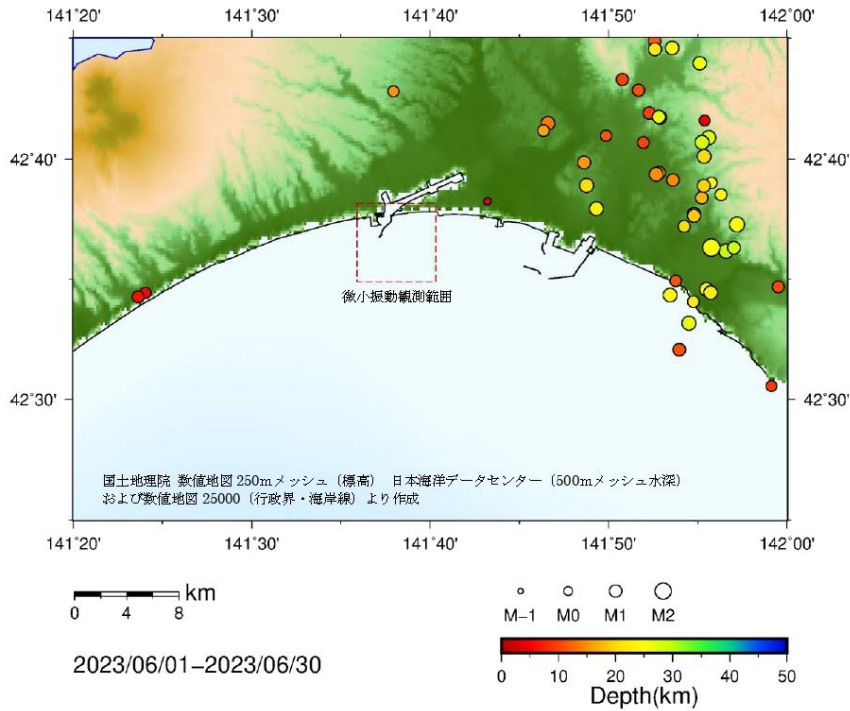 141˚20' 141˚30' 141˚40' 141˚50' 142˚00'
42˚40' 42˚40'
微小振動観測範囲
42˚30' 42˚30'
国土地理院 数値地図 250mメッシュ（標高） 日本海洋データセンター（500mメッシュ水深）
および数値地図 25000（行政界・海岸線）より作成
141˚20' 141˚30' 141˚40' 141˚50' 142˚00'
km
0 4 8
M−1 M0 M1 M2
2023/06/01−2023/06/30
0 10 20 30 40 50
Depth(km)